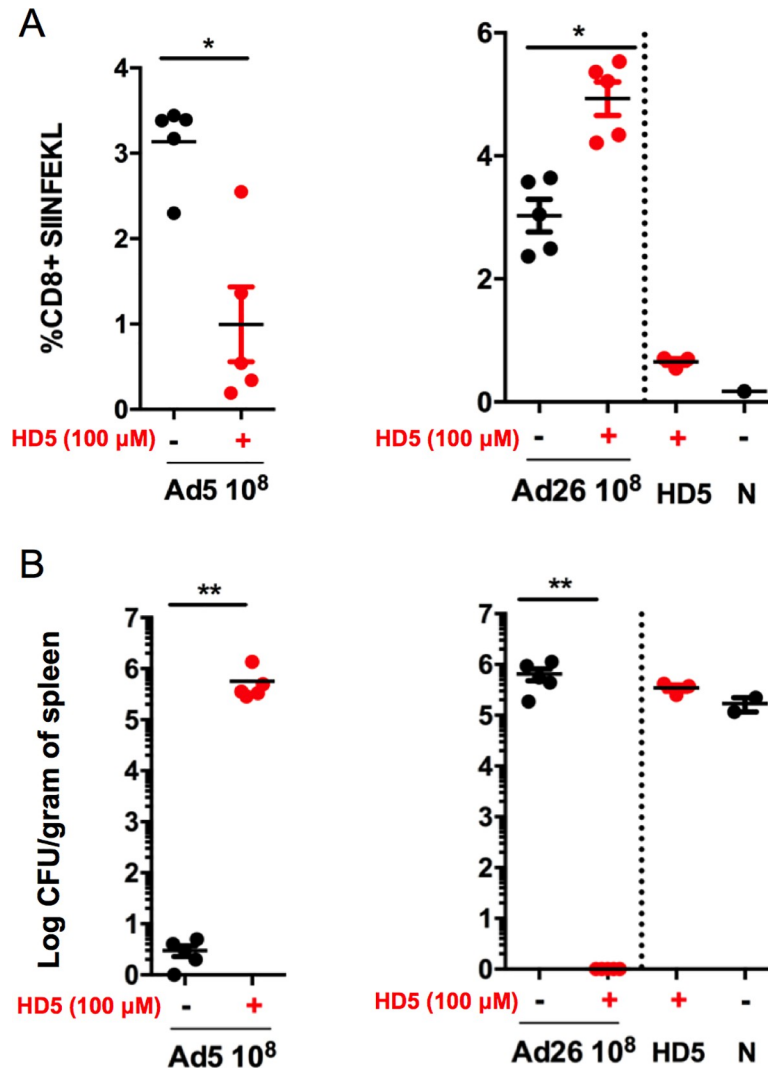 A
*
*
%CD8+ SIINFEKL
4
3
2
1
0
6
4
2
0
HD5 (100 µM)
-
+
HD5 (100 µM)
-
+
+
-
Ad5 10⁸
Ad26 10⁸
HD5
N
B
**
**
Log CFU/gram of spleen
7
6
5
4
3
2
1
0
7
6
5
4
3
2
1
0
HD5 (100 µM)
-
+
HD5 (100 µM)
-
+
+
-
Ad5 10⁸
Ad26 10⁸
HD5
N